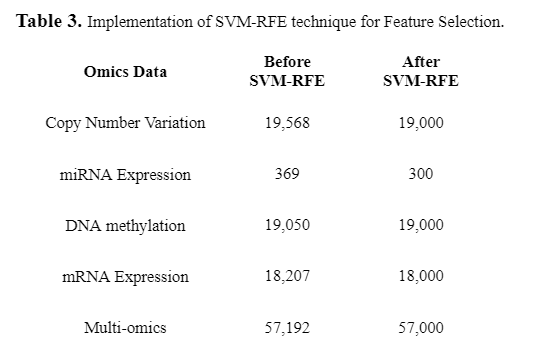 Table 3. Implementation of SVM-RFE technique for Feature Selection.
Omics Data Before SVM-RFE After SVM-RFE
Copy Number Variation 19,568 19,000
miRNA Expression 369 300
DNA methylation 19,050 19,000
mRNA Expression 18,207 18,000
Multi-omics 57,192 57,000